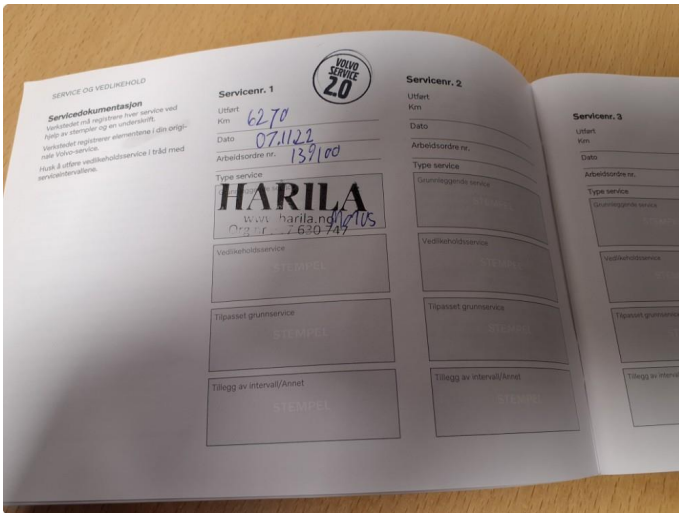 SERVICE OG VEDLIKEHOLD
Servicedokumentasjon
Verkstedet må registrere hver service ved
hjelp av stempler og en underskrift.
Verkstedet registrerer elementene i din origi-
nale Volvo-service.
Husk å utføre vedlikeholdsservice i tråd med
serviceintervallene.
Servicenr. 1
VOLVO
SERVICE
2.0
Utført
Km 6270
Dato 07.11.22
Arbeidsordre nr. 139100
Type service
HARILA
www.harila.no
Org nr 7 630 747
Vedlikeholdsservice
STEMPEL
Tilpasset grunnservice
STEMPEL
Tillegg av intervall/Annet
STEMPEL
Servicenr. 2
Utført
Km
Dato
Arbeidsordre nr.
Type service
Grunnleggende service
STEMPEL
Vedlikeholdsservice
STEMPEL
Tilpasset grunnservice
STEMPEL
Tillegg av intervall/Annet
STEMPEL
Servicenr. 3
Utført
Km
Dato
Arbeidsordre nr.
Type service
Grunnleggende service
Vedlikeholdsservice
Tilpasset grunnservice
Tillegg av